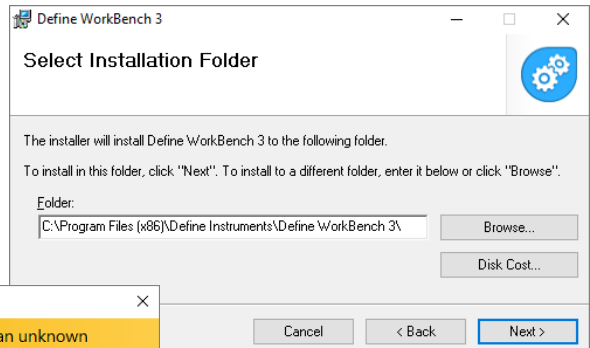 Define WorkBench 3
Select Installation Folder
The installer will install Define WorkBench 3 to the following folder.
To install in this folder, click "Next". To install to a different folder, enter it below or click "Browse".
Folder:
C:\Program Files (x86)\Define Instruments\Define WorkBench 3\
Browse...
Disk Cost...
an unknown
Cancel
< Back
Next >